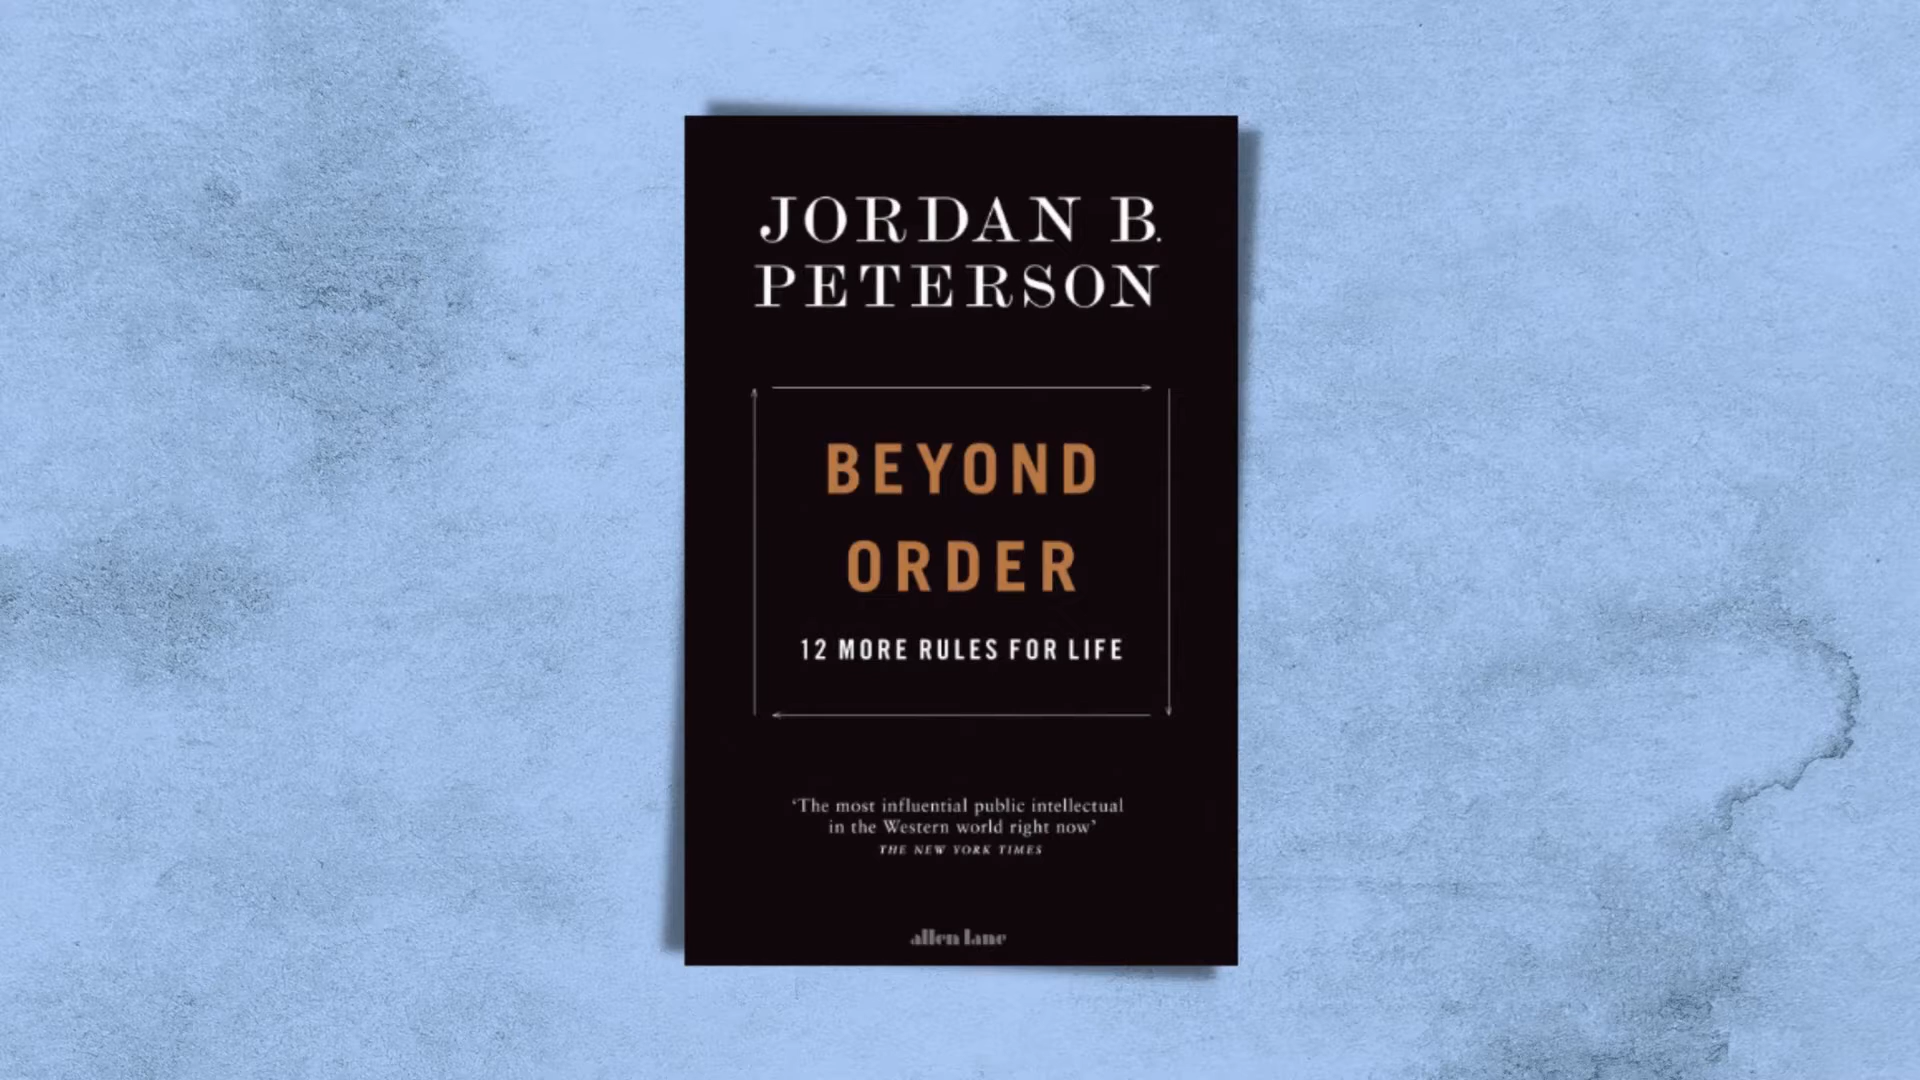 JORDAN B.
PETERSON
BEYOND
ORDER
12 MORE RULES FOR LIFE
‘The most influential public intellectual
in the Western world right now’
THE NEW YORK TIMES
allen lane